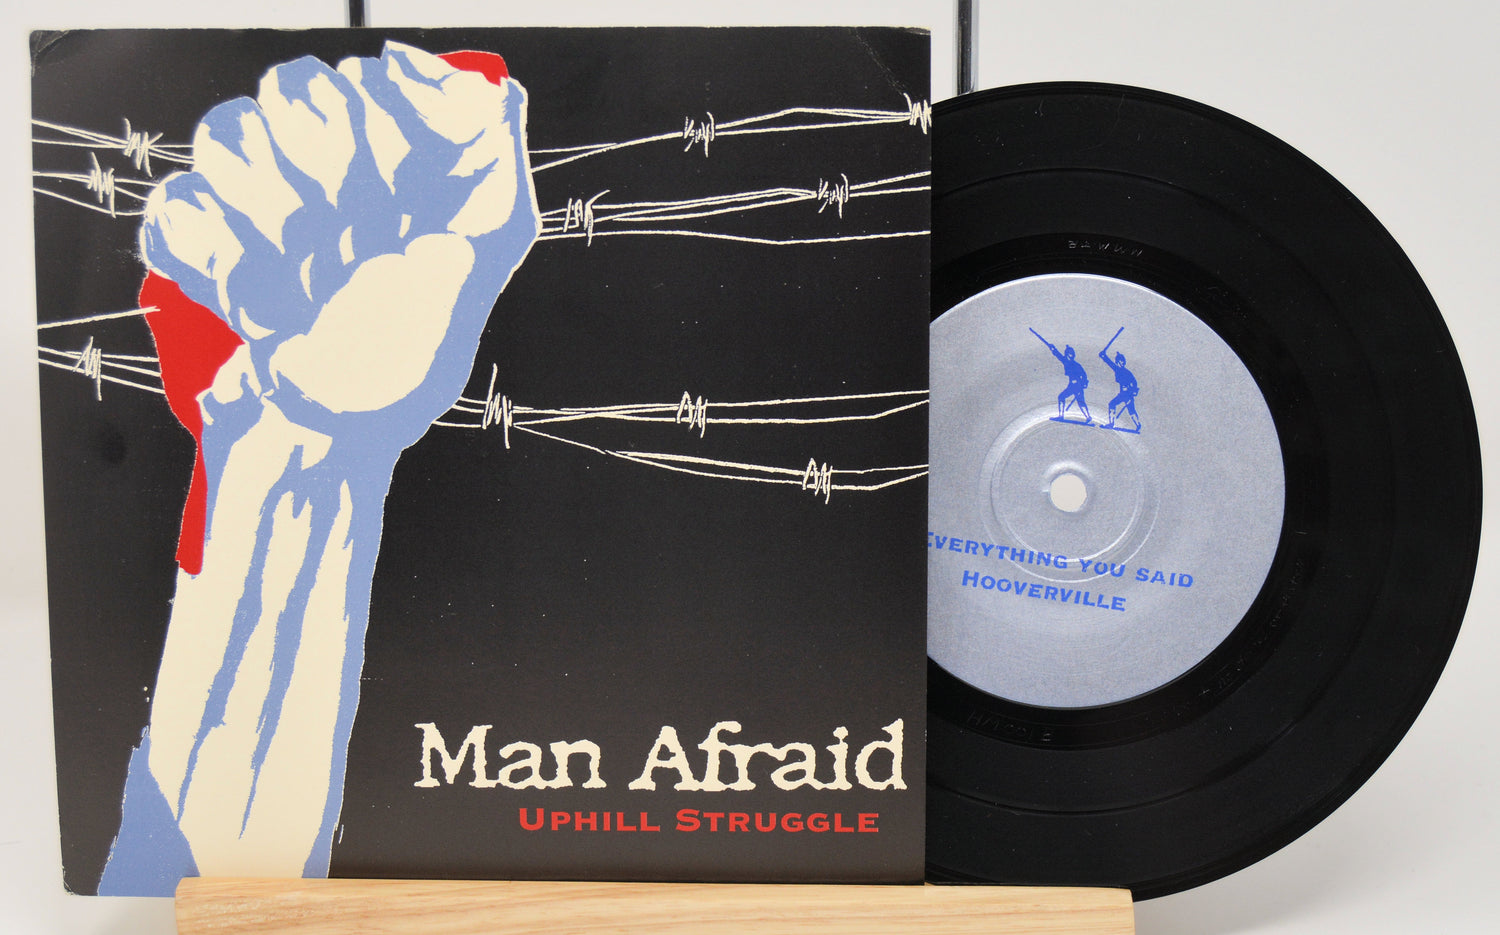 Man Afraid
UPHILL STRUGGLE
EVERYTHING YOU SAID
HOOVERVILLE